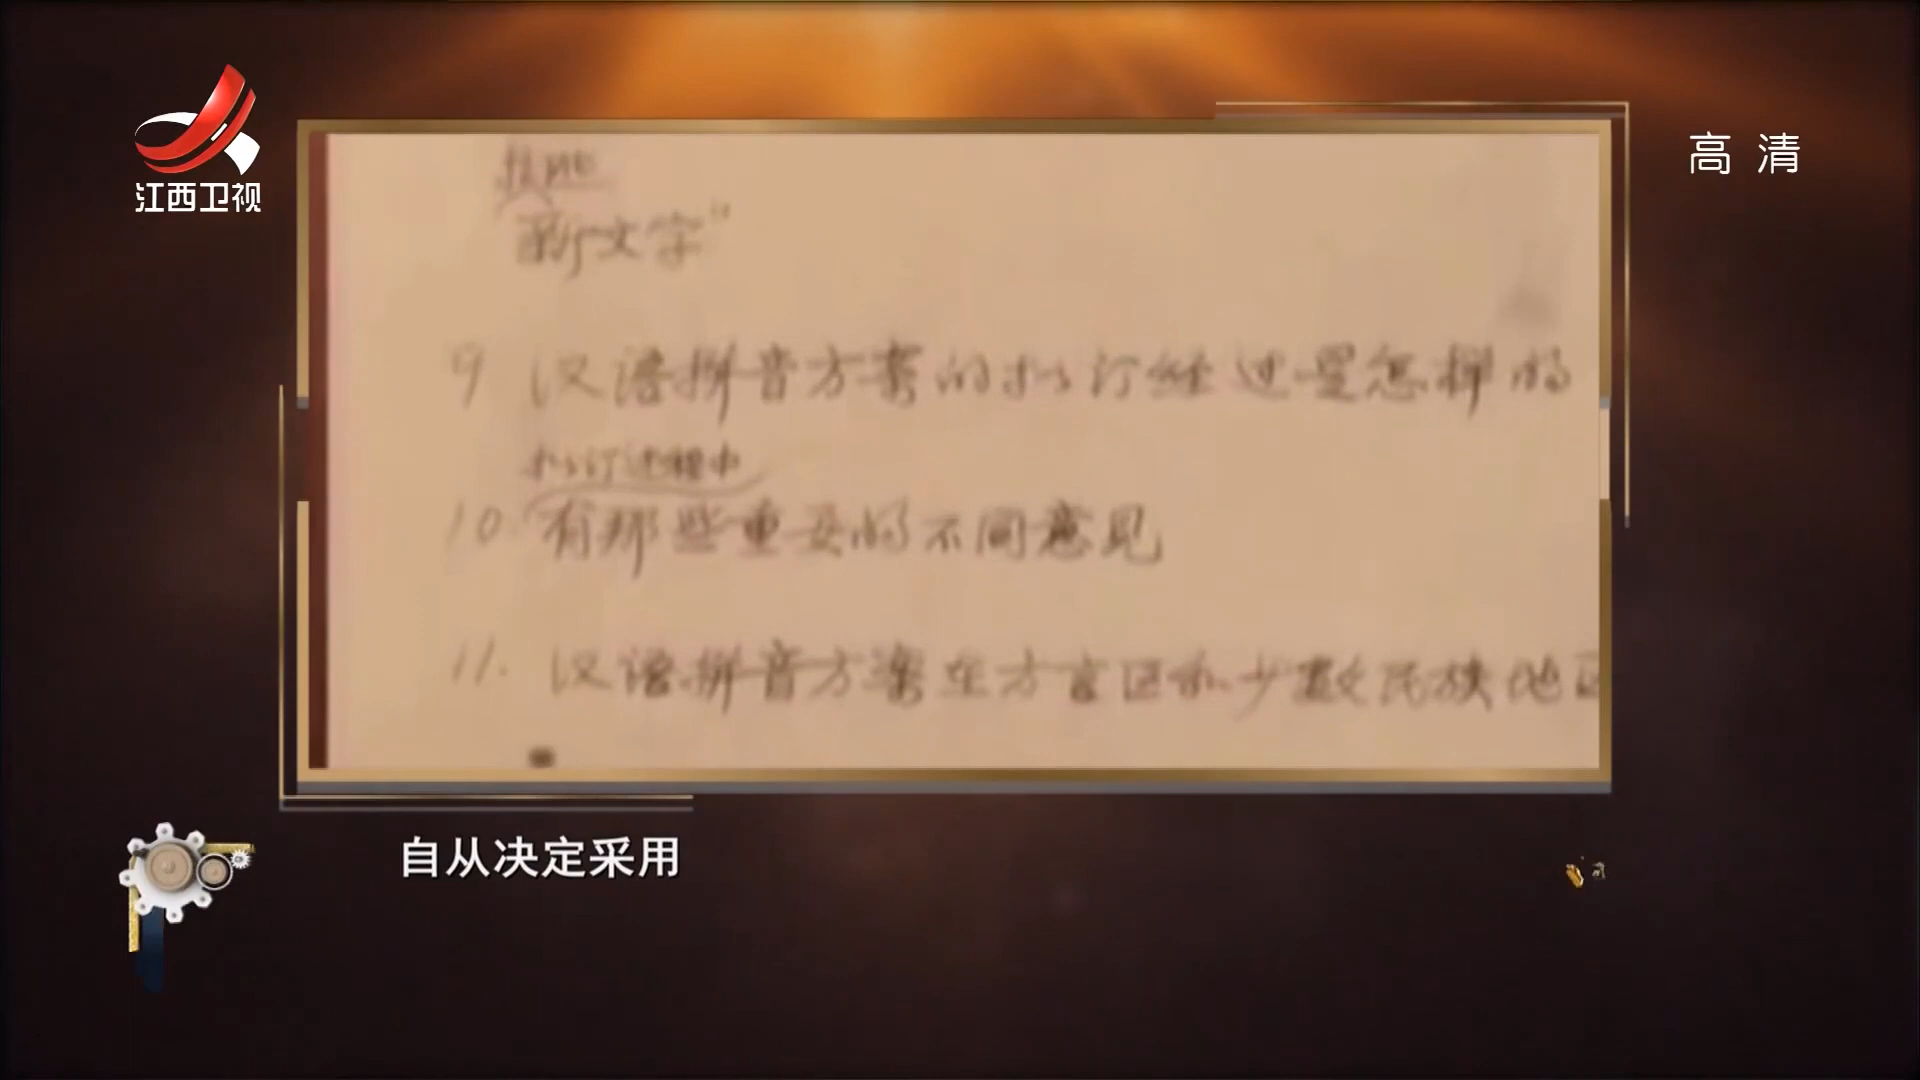 江西卫视
高清
新文字”
9 汉语拼音方案的拟订经过是怎样的
拟订过程中
10. 有那些重要的不同意见
11. 汉语拼音方案在方言区和少数民族地区
自从决定采用